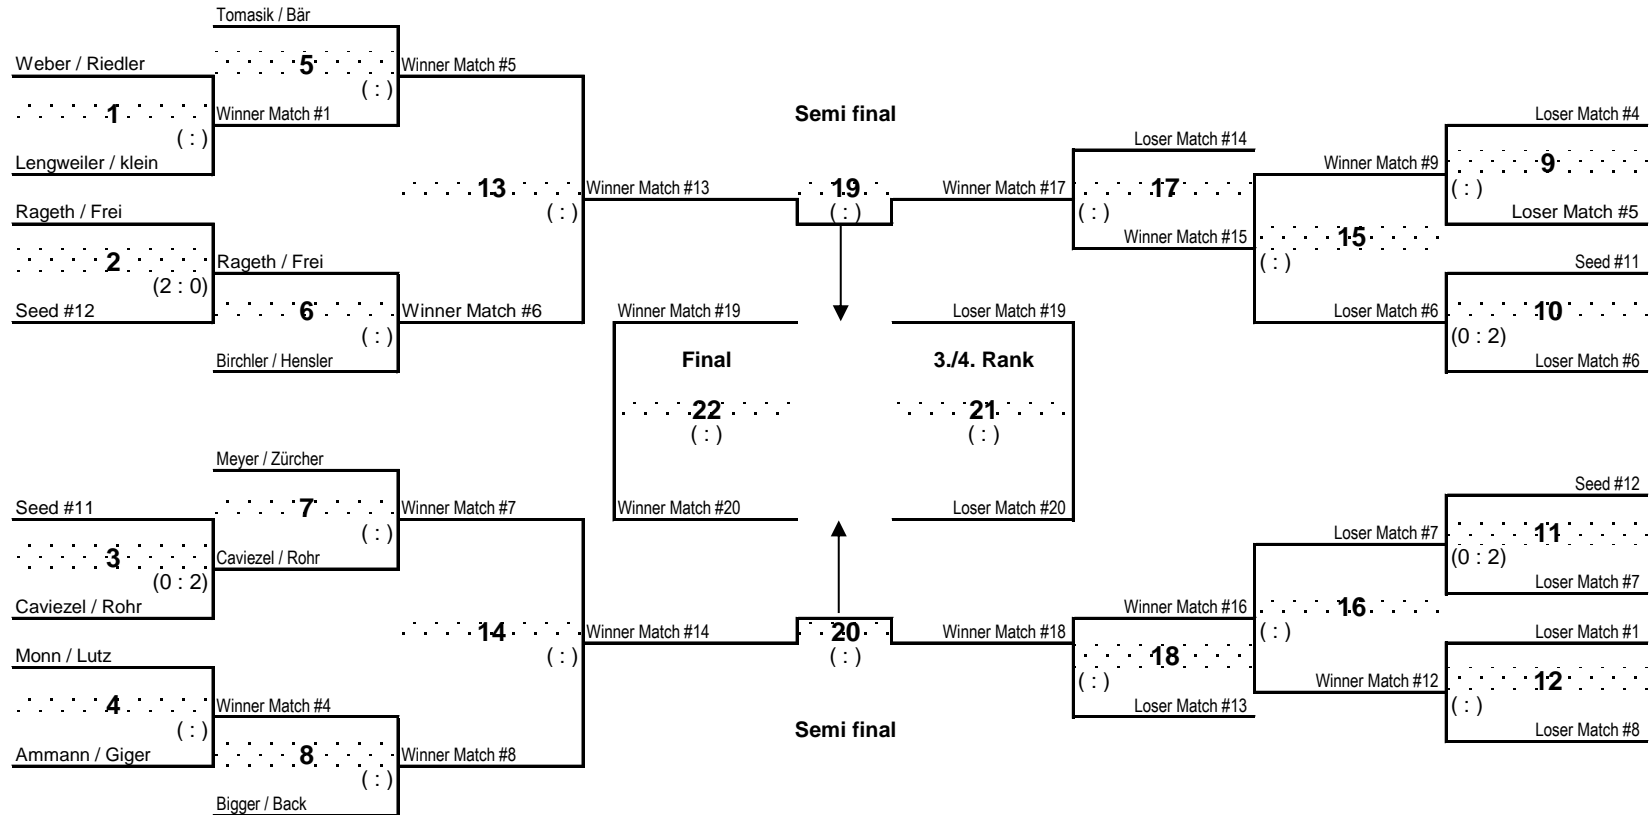 Tomasik / Bär
Weber / Riedler
5
Winner Match #5
( : )
1
Winner Match #1
( : )
Lengweiler / klein
13
Winner Match #13
( : )
Rageth / Frei
2
Rageth / Frei
(2 : 0)
Seed #12
6
Winner Match #6
( : )
Birchler / Hensler
Meyer / Zürcher
Seed #11
7
Winner Match #7
( : )
3
Caviezel / Rohr
(0 : 2)
Caviezel / Rohr
14
Winner Match #14
( : )
Monn / Lutz
4
Winner Match #4
( : )
Ammann / Giger
8
Winner Match #8
( : )
Bigger / Back
Semi final
19
( : )
Winner Match #19
Final
22
( : )
Winner Match #20
Loser Match #19
3./4. Rank
21
( : )
Loser Match #20
20
( : )
Semi final
Winner Match #17
Loser Match #14
17
( : )
Winner Match #15
Winner Match #9
15
( : )
Loser Match #6
Loser Match #4
9
( : )
Loser Match #5
Seed #11
10
(0 : 2)
Loser Match #6
Winner Match #18
Winner Match #16
18
( : )
Loser Match #13
Loser Match #7
16
( : )
Winner Match #12
Seed #12
11
(0 : 2)
Loser Match #7
Loser Match #1
12
( : )
Loser Match #8